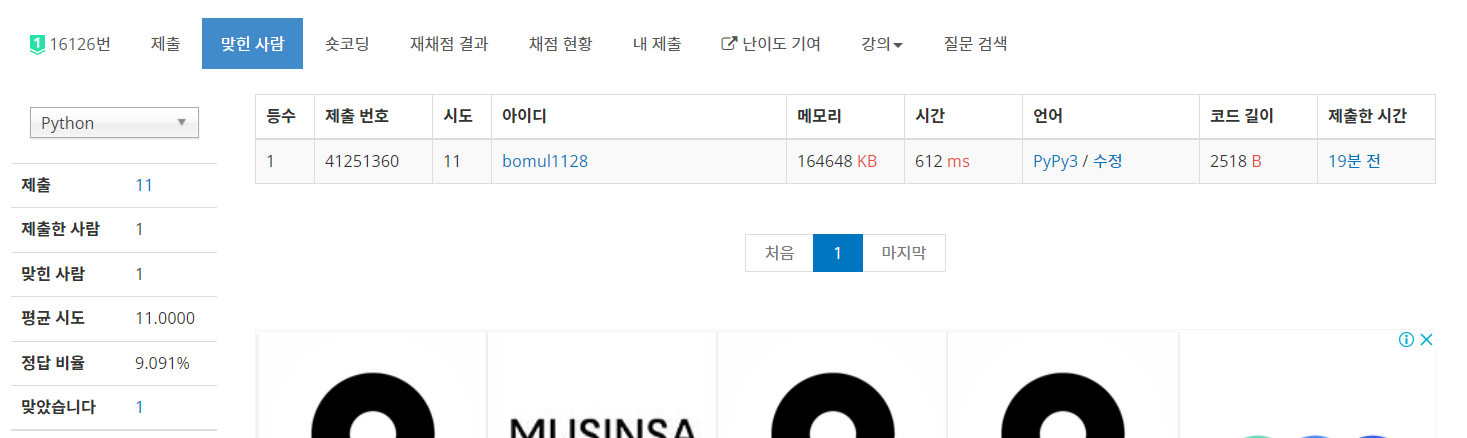 1 16126번 제출 맞힌 사람 숏코딩 재채점 결과 채점 현황 내 제출 난이도 기여 강의 질문 검색
Python
제출 11
제출한 사람 1
맞힌 사람 1
평균 시도 11.0000
정답 비율 9.091%
맞았습니다 1
등수 제출 번호 시도 아이디 메모리 시간 언어 코드 길이 제출한 시간
1 41251360 11 bomul1128 164648 KB 612 ms PyPy3 / 수정 2518 B 19분 전
처음 1 마지막
MUSINSA